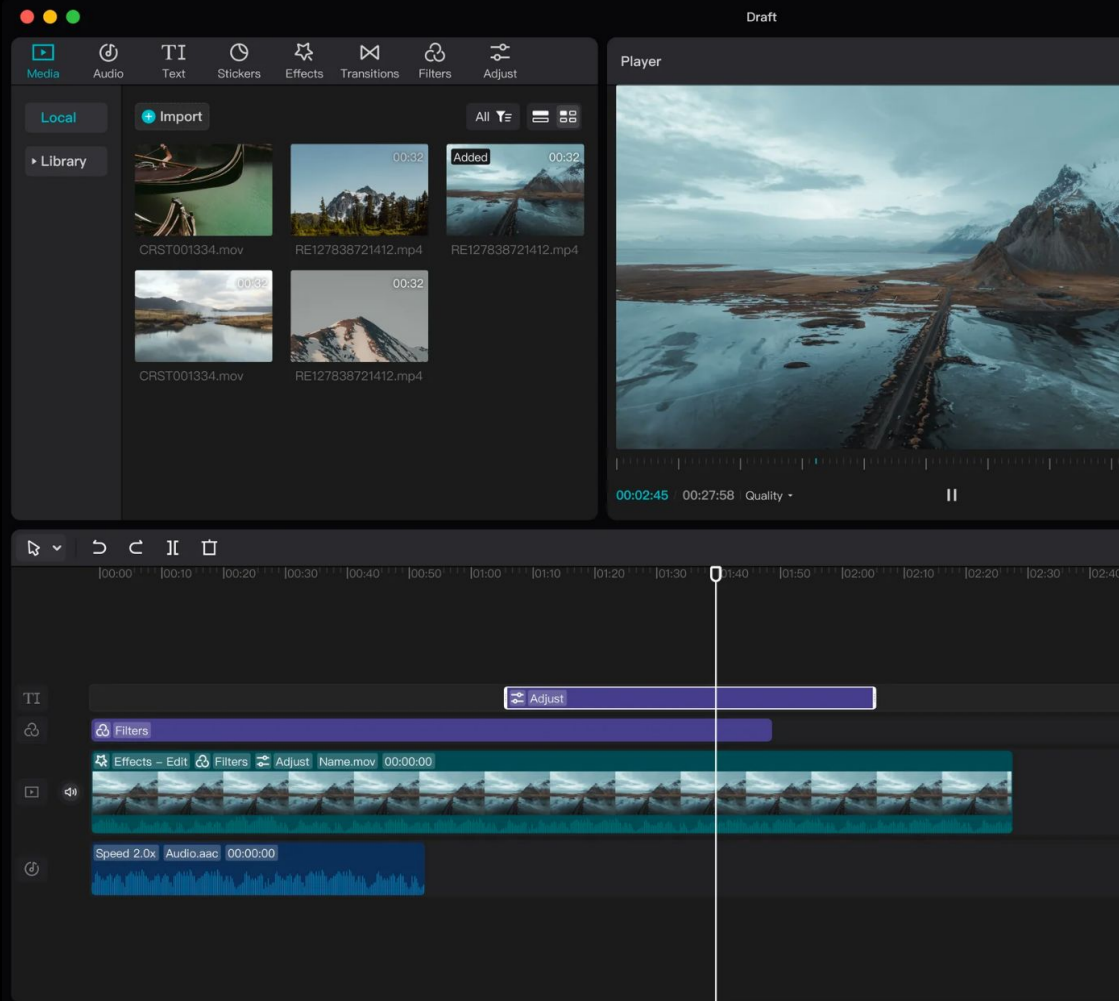 Draft
Media Audio Text Stickers Effects Transitions Filters Adjust
Player
Local
Import
All
Library
00:32
Added 00:32
CRST001334.mov RE127838721412.mp4 RE127838721412.mp4
00:32 00:32
CRST001334.mov RE127838721412.mp4
00:02:45 00:27:58 Quality
00:00 00:10 00:20 00:30 00:40 00:50 01:00 01:10 01:20 01:30 01:40 01:50 02:00 02:10 02:20 02:30 02:40
TI
Adjust
Filters
Effects – Edit Filters Adjust Name.mov 00:00:00
Speed 2.0x Audio.aac 00:00:00